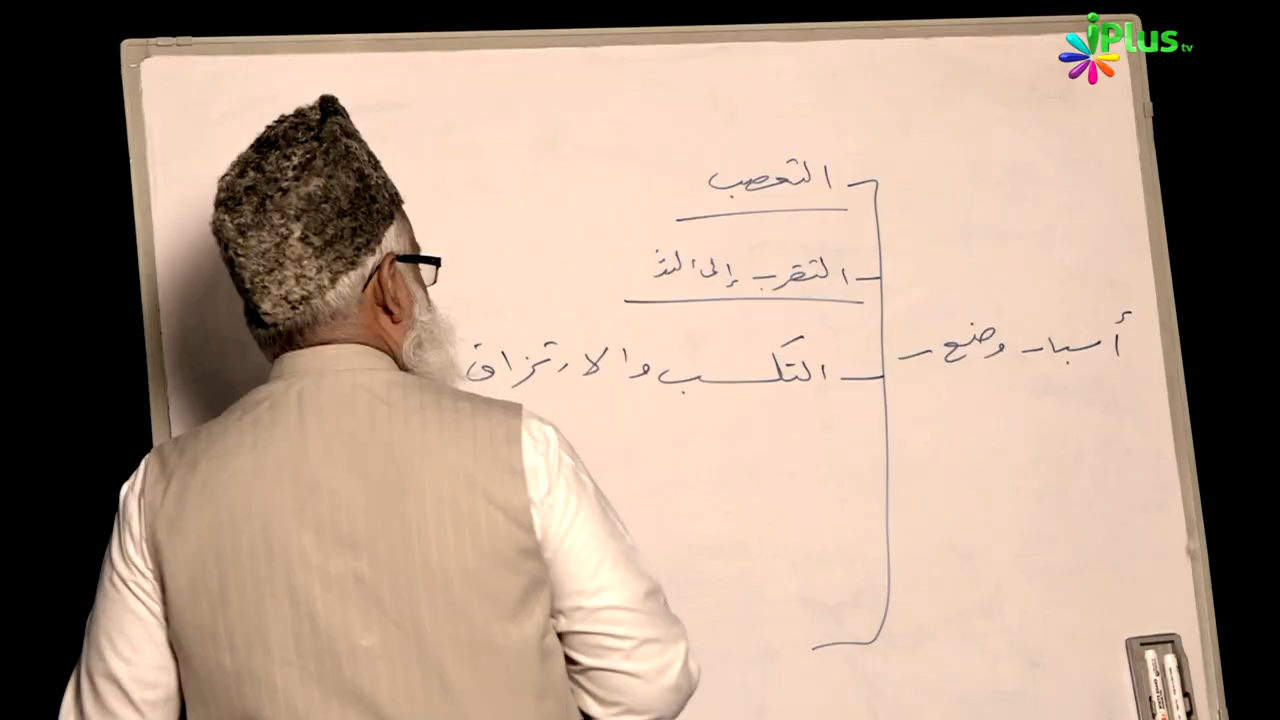 iPlus tv
التعصب
التقرب إلى الله
أسباب وضع
التكسب والارتزاق